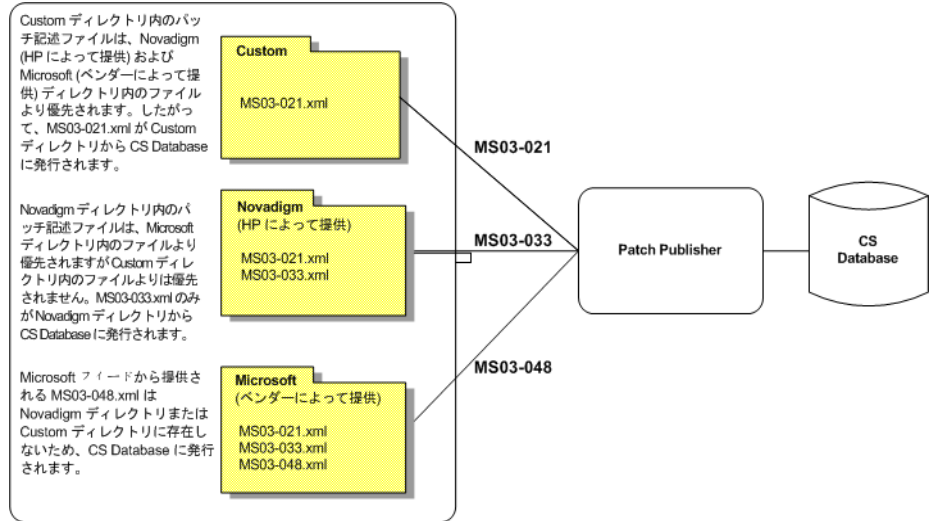 Custom ディレクトリ内のパッ
チ記述ファイルは、Novadigm
(HP によって提供) および
Microsoft (ベンダーによって提
供) ディレクトリ内のファイル
より優先されます。したがっ
て、MS03-021.xml が Custom
ディレクトリから CS Database
に発行されます。
Custom
MS03-021.xml
MS03-021
Novadigm ディレクトリ内のパ
ッチ記述ファイルは、Microsoft
ディレクトリ内のファイルより
優先されますが Custom ディレ
クトリ内のファイルよりは優先
されません。MS03-033.xml のみ
が Novadigm ディレクトリから
CS Database に発行されます。
Novadigm
(HP によって提供)
MS03-021.xml
MS03-033.xml
MS03-033
Patch Publisher
CS
Database
Microsoft フィードから提供さ
れる MS03-048.xml は
Novadigm ディレクトリまたは
Custom ディレクトリに存在し
ないため、CS Database に発行
されます。
Microsoft
(ベンダーによって提供)
MS03-021.xml
MS03-033.xml
MS03-048.xml
MS03-048